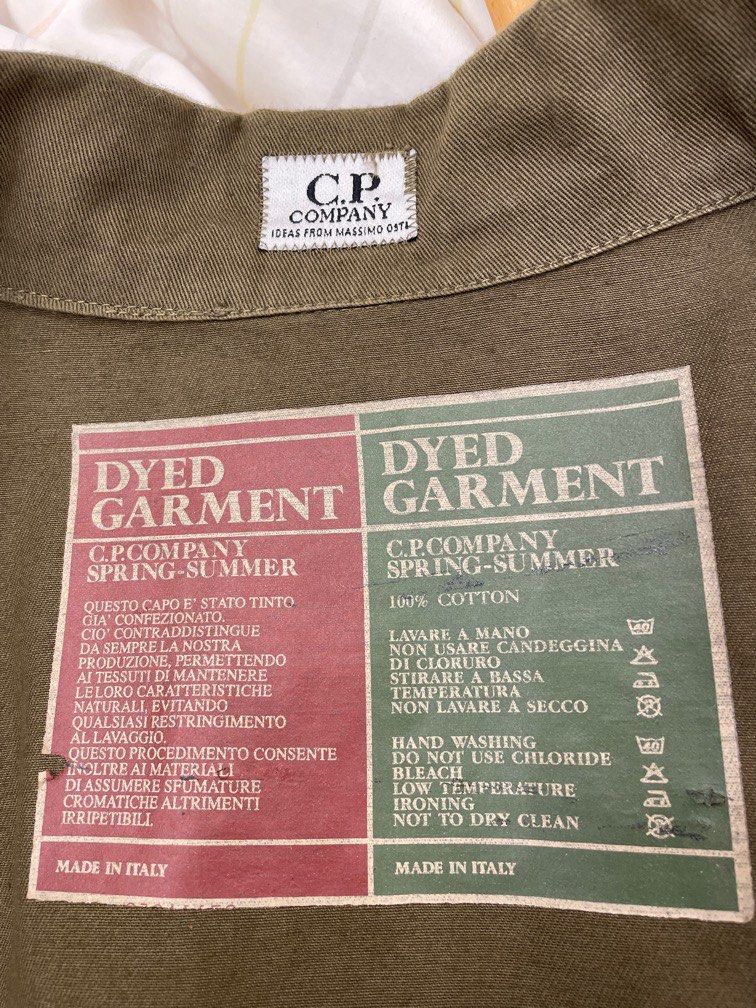 C.P.
COMPANY
IDEAS FROM MASSIMO OSTI
DYED
GARMENT
C.P.COMPANY
SPRING-SUMMER
QUESTO CAPO E' STATO TINTO
GIA' CONFEZIONATO.
CIO' CONTRADDISTINGUE
DA SEMPRE LA NOSTRA
PRODUZIONE, PERMETTENDO
AI TESSUTI DI MANTENERE
LE LORO CARATTERISTICHE
NATURALI, EVITANDO
QUALSIASI RESTRINGIMENTO
AL LAVAGGIO.
QUESTO PROCEDIMENTO CONSENTE
INOLTRE AI MATERIALI
DI ASSUMERE SFUMATURE
CROMATICHE ALTRIMENTI
IRRIPETIBILI.
MADE IN ITALY
DYED
GARMENT
C.P.COMPANY
SPRING-SUMMER
100% COTTON
LAVARE A MANO
NON USARE CANDEGGINA
DI CLORURO
STIRARE A BASSA
TEMPERATURA
NON LAVARE A SECCO
40
HAND WASHING
DO NOT USE CHLORIDE
BLEACH
LOW TEMPERATURE
IRONING
NOT TO DRY CLEAN
40
MADE IN ITALY